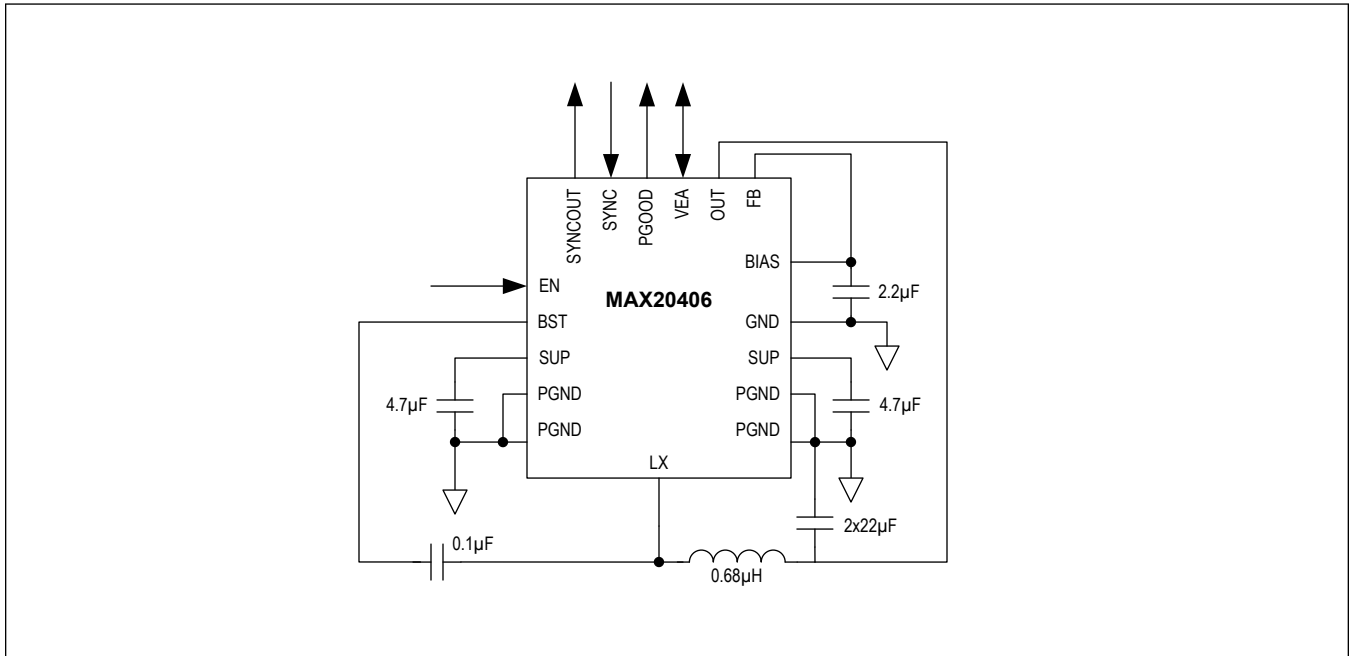 SYNCOUT
SYNC
PGOOD
VEA
OUT
FB
BIAS
2.2µF
EN
MAX20406
BST
GND
SUP
SUP
4.7µF
PGND
PGND
4.7µF
PGND
PGND
LX
2x22µF
0.1µF
0.68µH